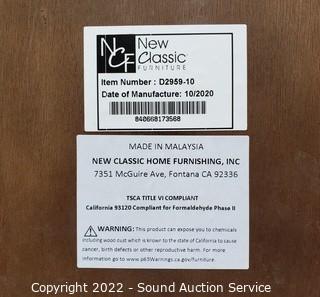 NCF
New
Classic
FURNITURE
Item Number : D2959-10
Date of Manufacture: 10/2020
840668173568
MADE IN MALAYSIA
NEW CLASSIC HOME FURNISHING, INC
7351 McGuire Ave, Fontana CA 92336
TSCA TITLE VI COMPLIANT
California 93120 Compliant for Formaldehyde Phase II
WARNING: This product can expose you to chemicals
including wood dust which is known to the state of California to cause
cancer, birth defects or other reproductive harm. For more
information go to www.p65Warnings.ca.gov/furniture.
Copyright 2022 - Sound Auction Service